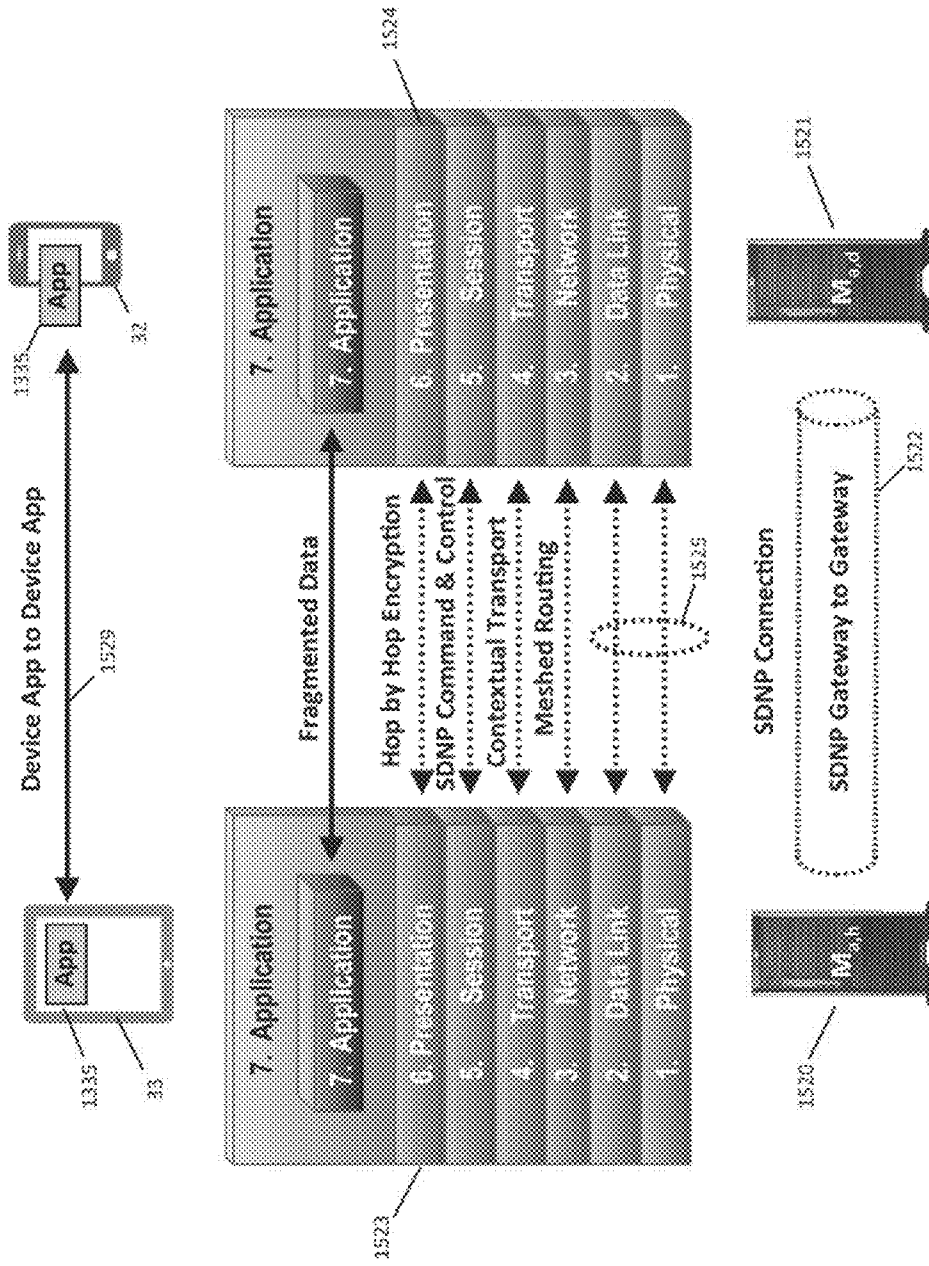 Device App to Device App
1529
App
1335
33
App
1335
32
7. Application
7. Application
6. Presentation
5. Session
4. Transport
3. Network
2. Data Link
1. Physical
1523
Fragmented Data
Hop by Hop Encryption
SDNP Command & Control
Contextual Transport
Meshed Routing
1525
7. Application
7. Application
6. Presentation
5. Session
4. Transport
3. Network
2. Data Link
1. Physical
1524
SDNP Connection
SDNP Gateway to Gateway
1522
1520
1521